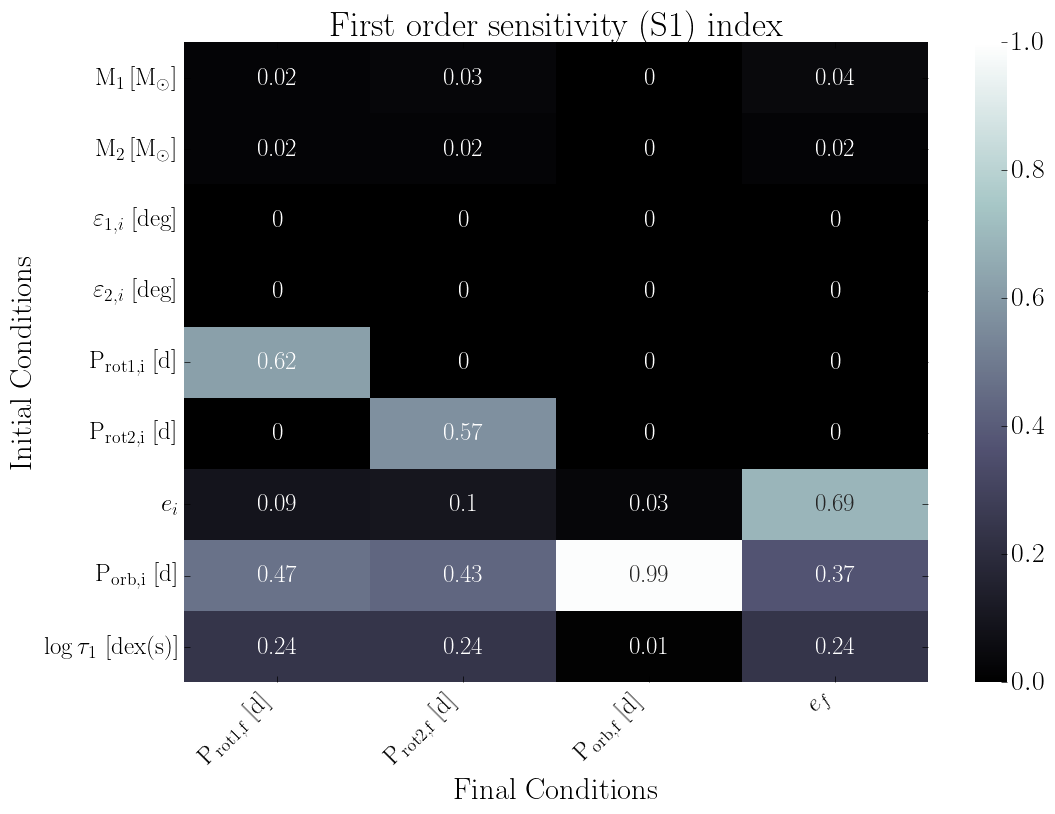 First order sensitivity (S1) index
M₁ [M☉] 0.02 0.03 0 0.04
M₂ [M☉] 0.02 0.02 0 0.02
ε₁,ᵢ [deg] 0 0 0 0
ε₂,ᵢ [deg] 0 0 0 0
P_rot1,i [d] 0.62 0 0 0
P_rot2,i [d] 0 0.57 0 0
e_i 0.09 0.1 0.03 0.69
P_orb,i [d] 0.47 0.43 0.99 0.37
log τ₁ [dex(s)] 0.24 0.24 0.01 0.24
P_rot1,f [d] P_rot2,f [d] P_orb,f [d] e_f
Initial Conditions
Final Conditions
1.0
0.8
0.6
0.4
0.2
0.0